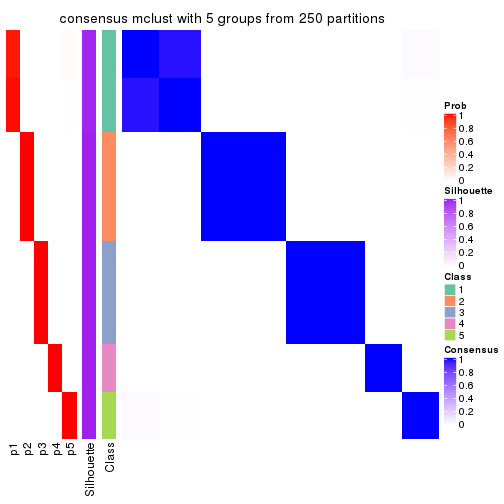 consensus mclust with 5 groups from 250 partitions
Prob
1
0.8
0.6
0.4
0.2
0
Silhouette
1
0.8
0.6
0.4
0.2
0
Class
1
2
3
4
5
Consensus
1
0.8
0.6
0.4
0.2
0
p1
p2
p3
p4
p5
Silhouette
Class